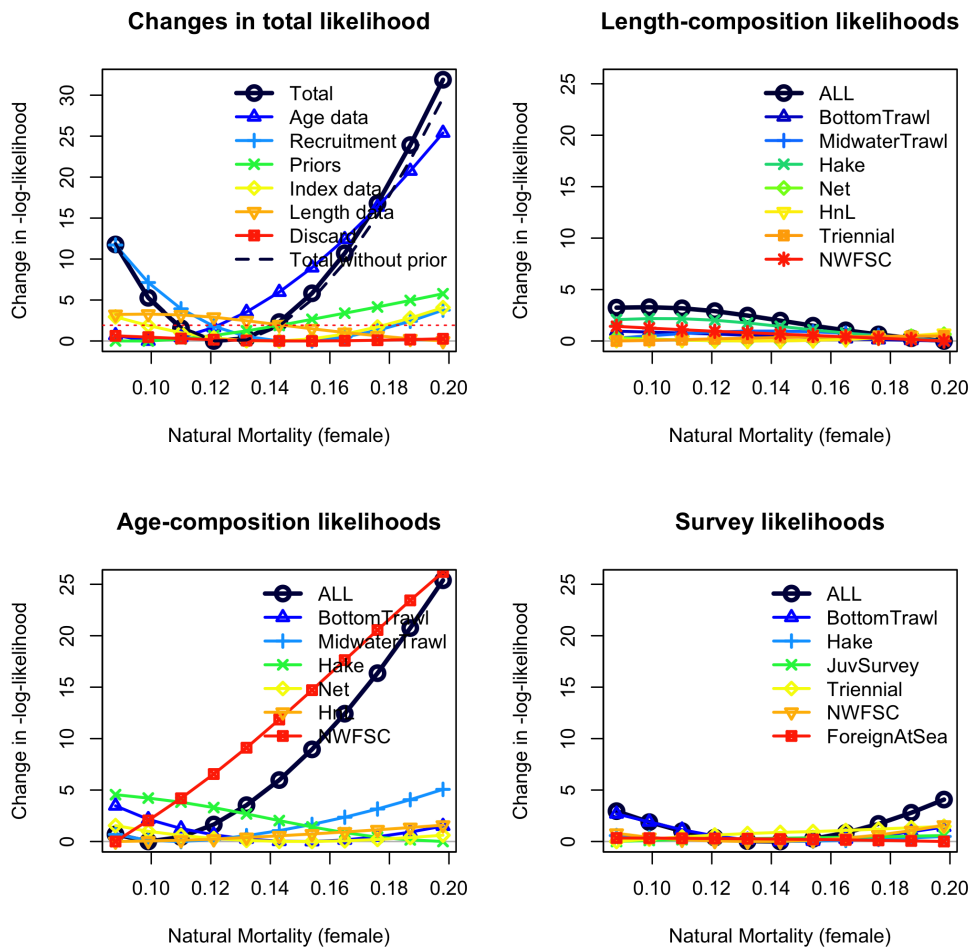 Changes in total likelihood
Change in -log-likelihood
30
25
20
15
10
5
0
Total
Age data
Recruitment
Priors
Index data
Length data
Discard
Total without prior
0.10 0.12 0.14 0.16 0.18 0.20
Natural Mortality (female)
Length-composition likelihoods
Change in -log-likelihood
25
20
15
10
5
0
ALL
BottomTrawl
MidwaterTrawl
Hake
Net
HnL
Triennial
NWFSC
0.10 0.12 0.14 0.16 0.18 0.20
Natural Mortality (female)
Age-composition likelihoods
Change in -log-likelihood
25
20
15
10
5
0
ALL
BottomTrawl
MidwaterTrawl
Hake
Net
HnL
NWFSC
0.10 0.12 0.14 0.16 0.18 0.20
Natural Mortality (female)
Survey likelihoods
Change in -log-likelihood
25
20
15
10
5
0
ALL
BottomTrawl
Hake
JuvSurvey
Triennial
NWFSC
ForeignAtSea
0.10 0.12 0.14 0.16 0.18 0.20
Natural Mortality (female)